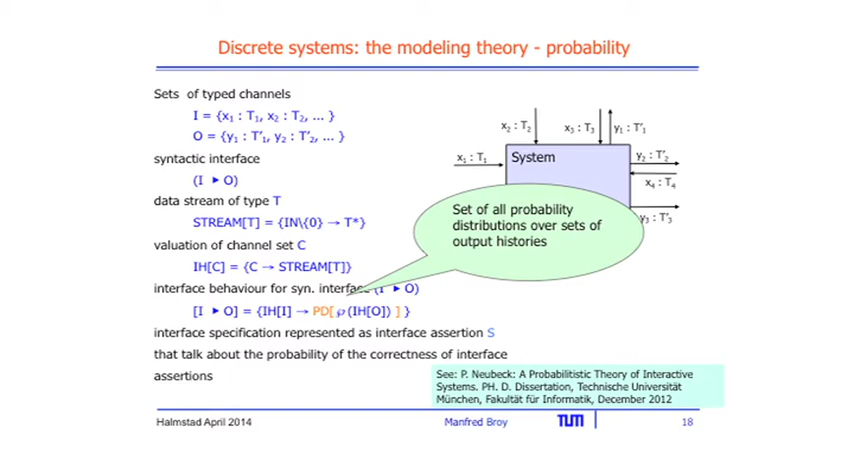 Discrete systems: the modeling theory - probability
Sets of typed channels
I = {x₁ : T₁, x₂ : T₂, ... }
O = {y₁ : T'₁, y₂ : T'₂, ... }
syntactic interface
(I ▶ O)
data stream of type T
STREAM[T] = {IN\{0} → T*}
valuation of channel set C
IH[C] = {C → STREAM[T]}
interface behaviour for syn. interface (I ▶ O)
[I ▶ O] = {IH[I] → PD[ ℘(IH[O]) ] }
interface specification represented as interface assertion S
that talk about the probability of the correctness of interface
assertions
x₂ : T₂
x₃ : T₃
y₁ : T'₁
x₁ : T₁
System
y₂ : T'₂
x₄ : T₄
y₃ : T'₃
Set of all probability
distributions over sets of
output histories
See: P. Neubeck: A Probabilitistic Theory of Interactive
Systems. PH. D. Dissertation, Technische Universität
München, Fakultät für Informatik, December 2012
Halmstad April 2014
Manfred Broy
TUM
18